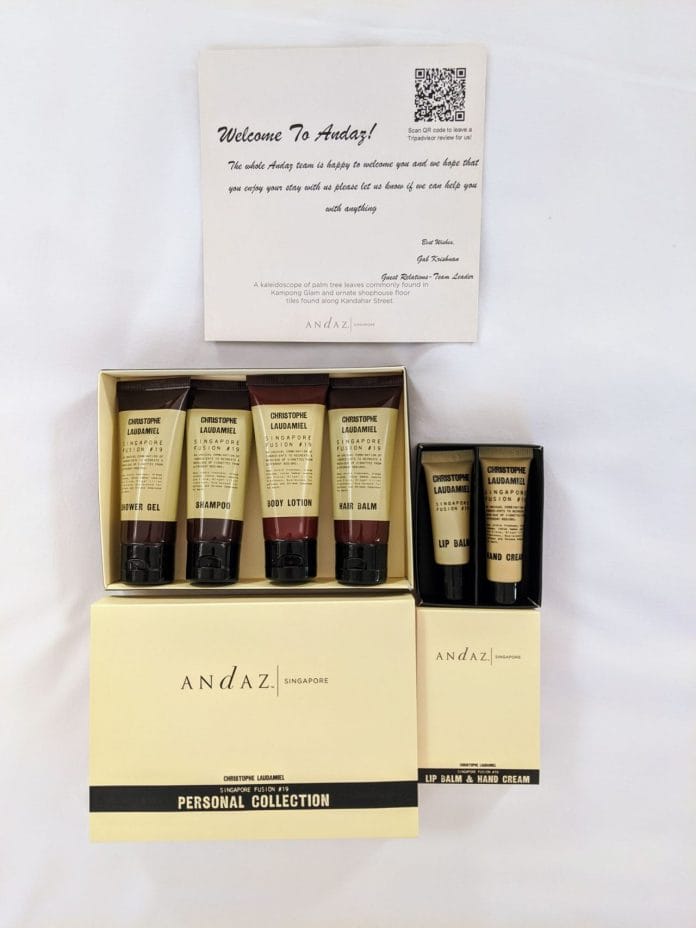 Scan QR code to leave a
Tripadvisor review for us!
Welcome To Andaz!
The whole Andaz team is happy to welcome you and we hope that
you enjoy your stay with us please let us know if we can help you
with anything
Best Wishes,
Gab Krishnan
Guest Relations-Team Leader
A kaleidoscope of palm tree leaves commonly found in
Kampong Glam and ornate shophouse floor
tiles found along Kandahar Street.
ANdAZ SINGAPORE
CHRISTOPHE
LAUDAMIEL
SINGAPORE
FUSION #19
SHOWER GEL
CHRISTOPHE
LAUDAMIEL
SINGAPORE
FUSION #19
SHAMPOO
CHRISTOPHE
LAUDAMIEL
SINGAPORE
FUSION #19
BODY LOTION
CHRISTOPHE
LAUDAMIEL
SINGAPORE
FUSION #19
HAIR BALM
CHRISTOPHE
LAUDAMIEL
SINGAPORE
FUSION #19
LIP BALM
CHRISTOPHE
LAUDAMIEL
SINGAPORE
FUSION #19
HAND CREAM
ANdAZ™ SINGAPORE
CHRISTOPHE LAUDAMIEL
SINGAPORE FUSION #19
PERSONAL COLLECTION
ANdAZ™ SINGAPORE
CHRISTOPHE LAUDAMIEL
SINGAPORE FUSION #19
LIP BALM & HAND CREAM